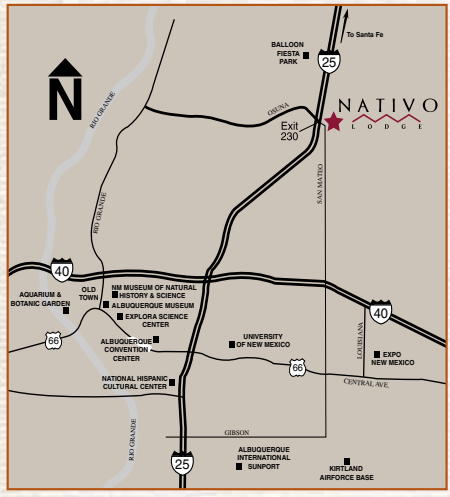 To Santa Fe
BALLOON
FIESTA
PARK
25
N
RIO GRANDE
OSUNA
Exit
230
NATIVO
LODGE
SAN MATEO
RIO GRANDE
40
NM MUSEUM OF NATURAL
HISTORY & SCIENCE
OLD
TOWN
AQUARIUM &
BOTANIC GARDEN
ALBUQUERQUE MUSEUM
EXPLORA SCIENCE
CENTER
40
66
ALBUQUERQUE
CONVENTION
CENTER
UNIVERSITY
OF NEW MEXICO
LOUISIANA
EXPO
NEW MEXICO
66
NATIONAL HISPANIC
CULTURAL CENTER
CENTRAL AVE.
RIO GRANDE
GIBSON
25
ALBUQUERQUE
INTERNATIONAL
SUNPORT
KIRTLAND
AIRFORCE BASE